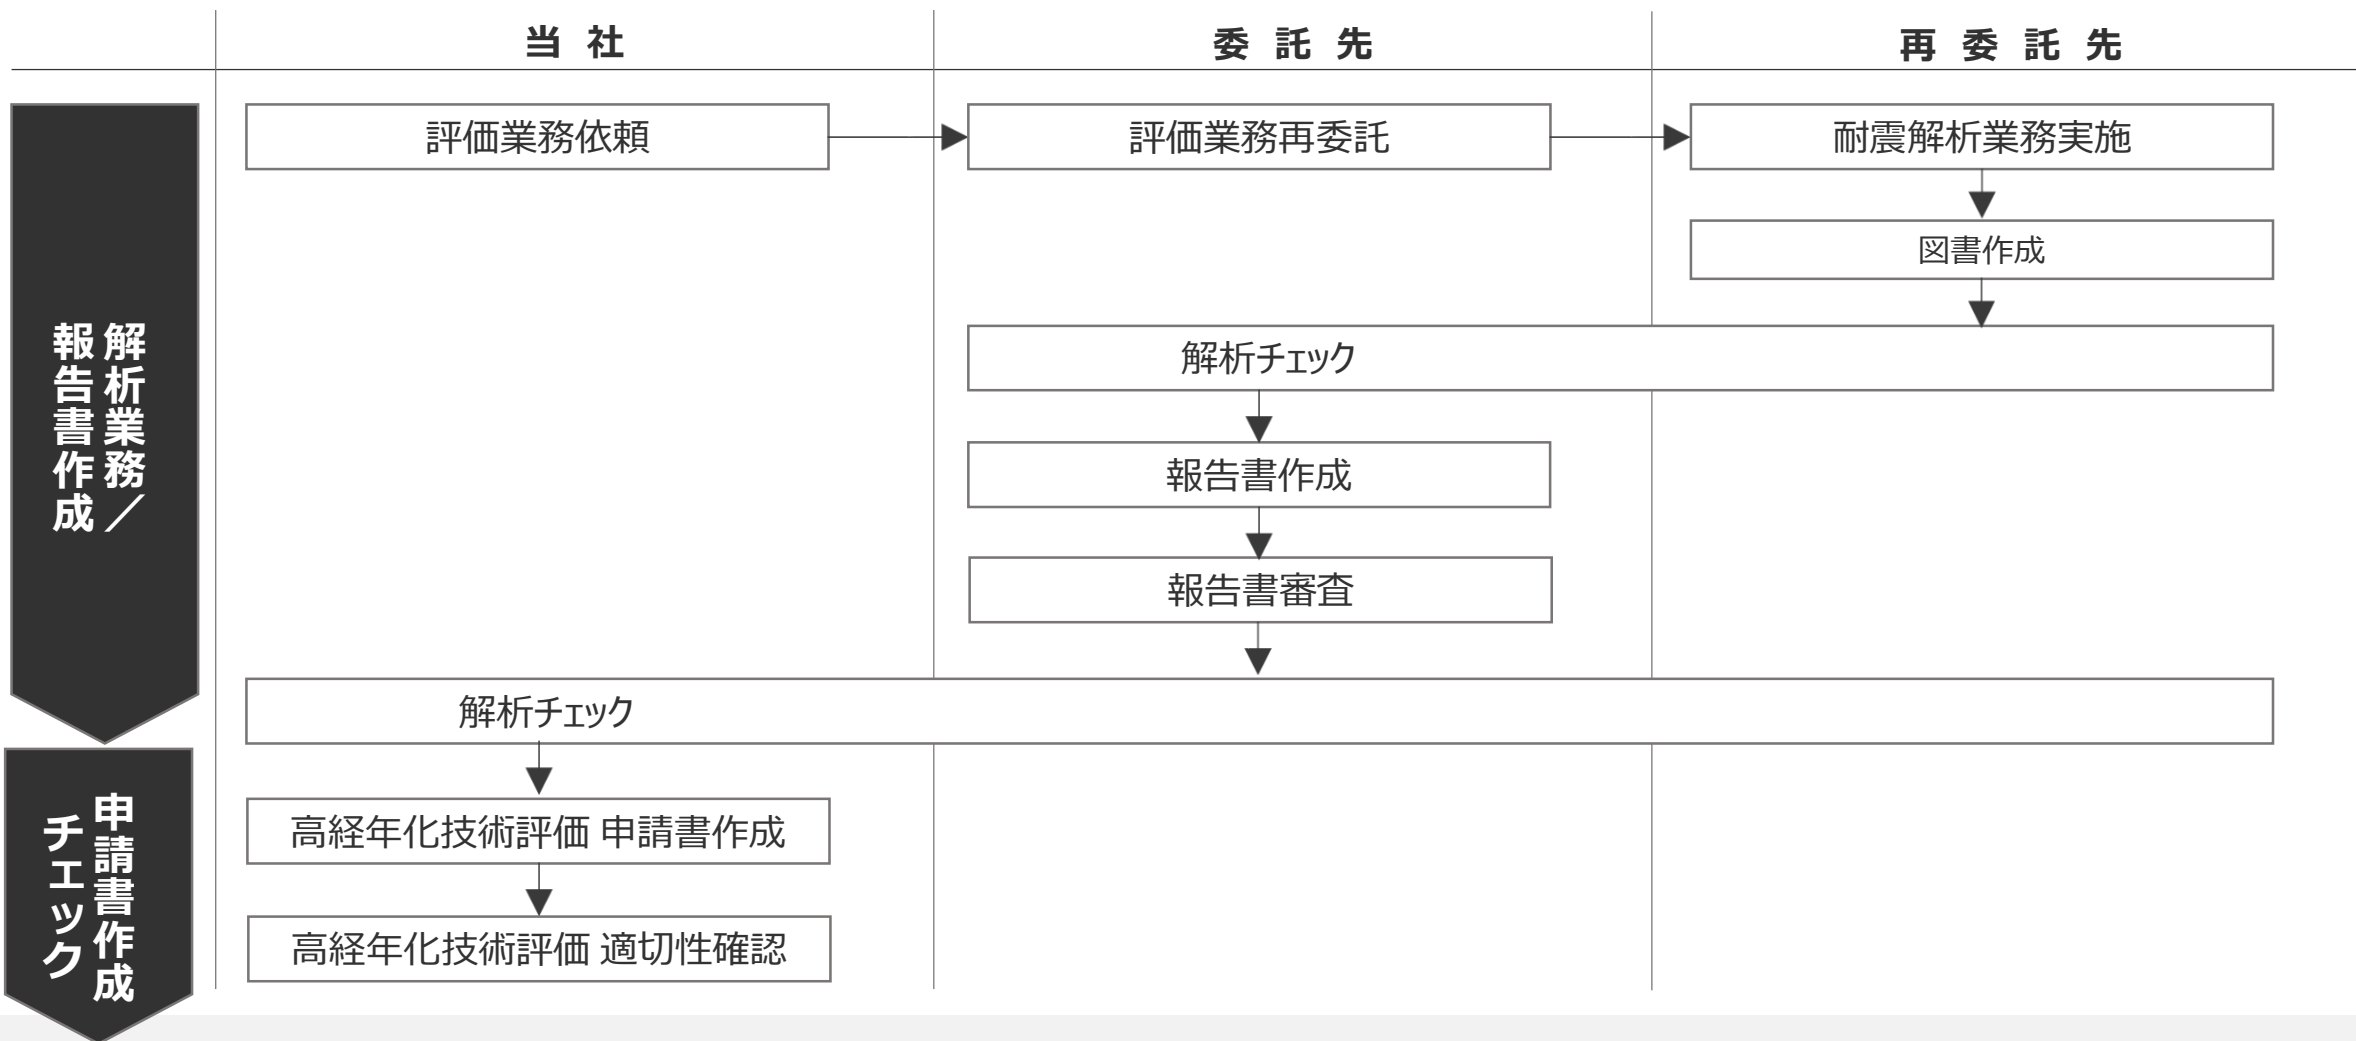 当社
委託先
再委託先
解析業務／
報告書作成
評価業務依頼
評価業務再委託
耐震解析業務実施
図書作成
解析チェック
報告書作成
報告書審査
解析チェック
申請書作成
チェック
高経年化技術評価 申請書作成
高経年化技術評価 適切性確認